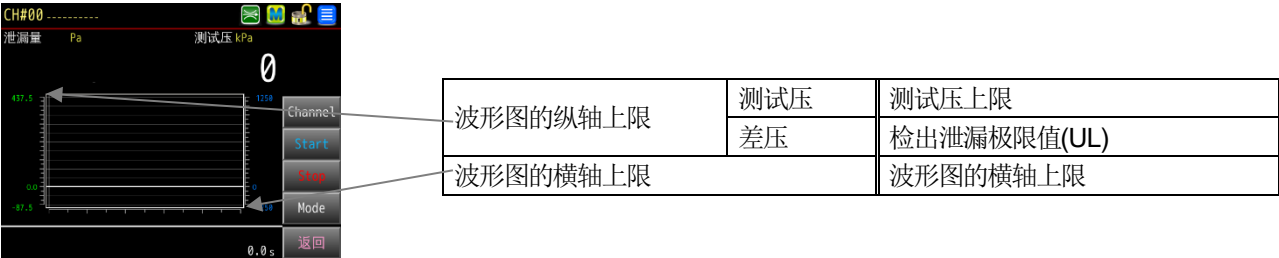 CH#00 ----------
M
泄漏量 Pa 测试压 kPa
0
437.5 1250
Channel
Start
Stop
0.0 0
Mode
-87.5
返回
0.0 s
波形图的纵轴上限 测试压 测试压上限
差压 检出泄漏极限值(UL)
波形图的横轴上限 波形图的横轴上限